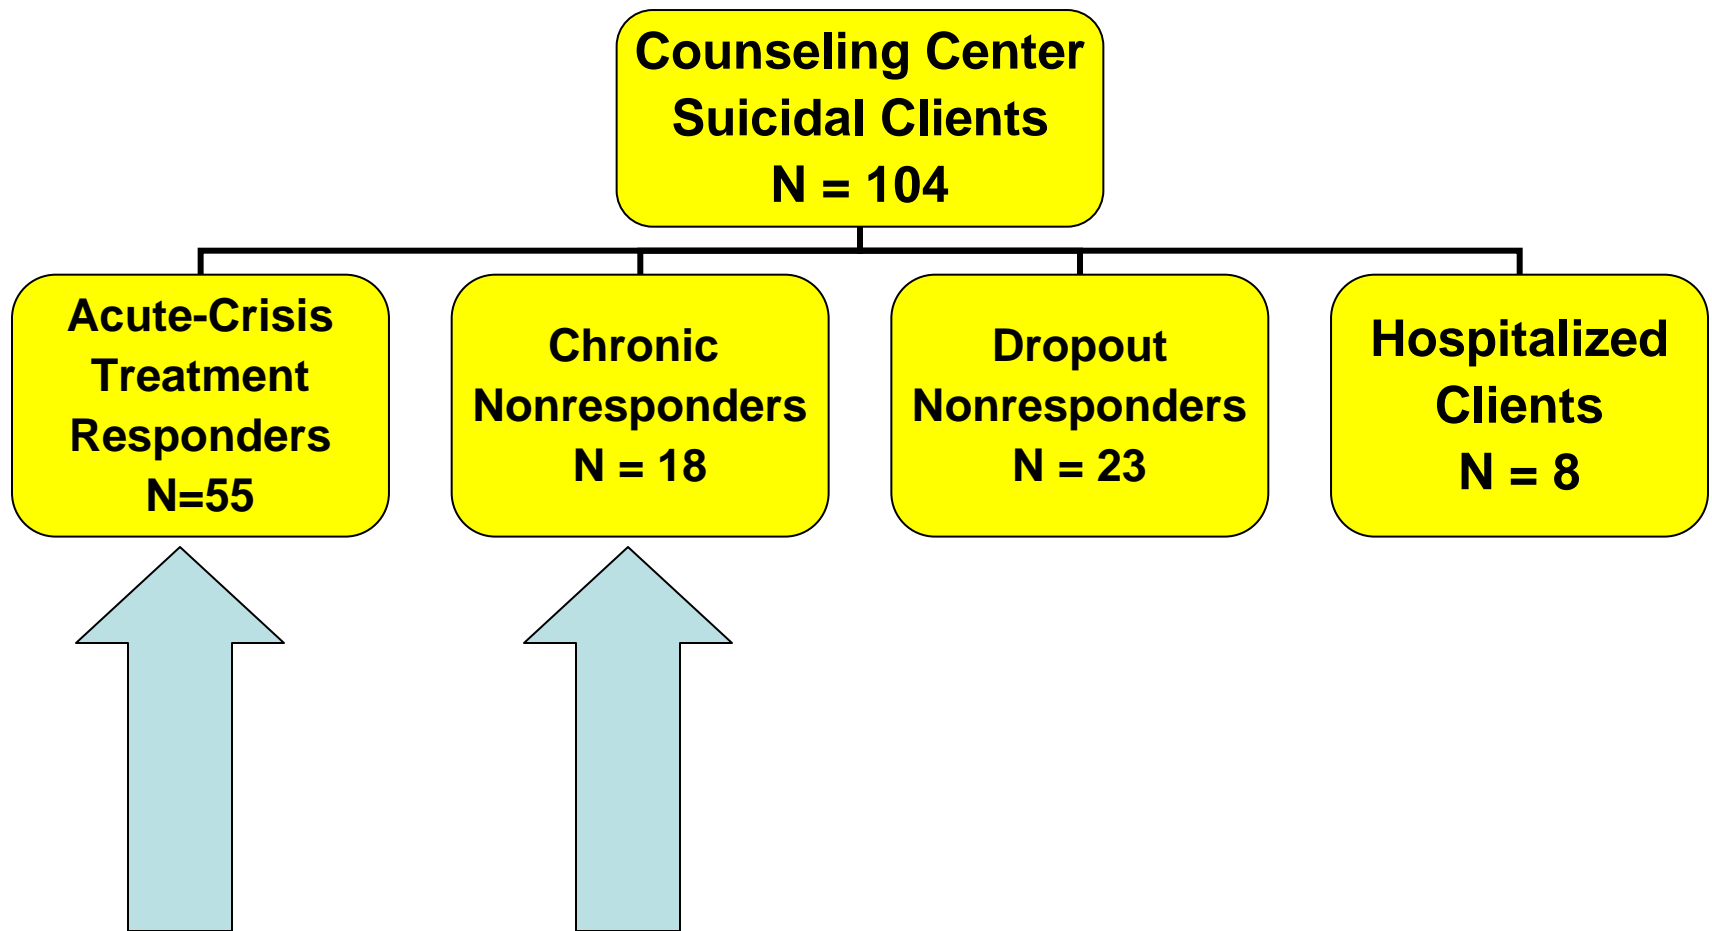 Counseling Center
Suicidal Clients
N = 104
Acute-Crisis
Treatment
Responders
N=55
Chronic
Nonresponders
N = 18
Dropout
Nonresponders
N = 23
Hospitalized
Clients
N = 8